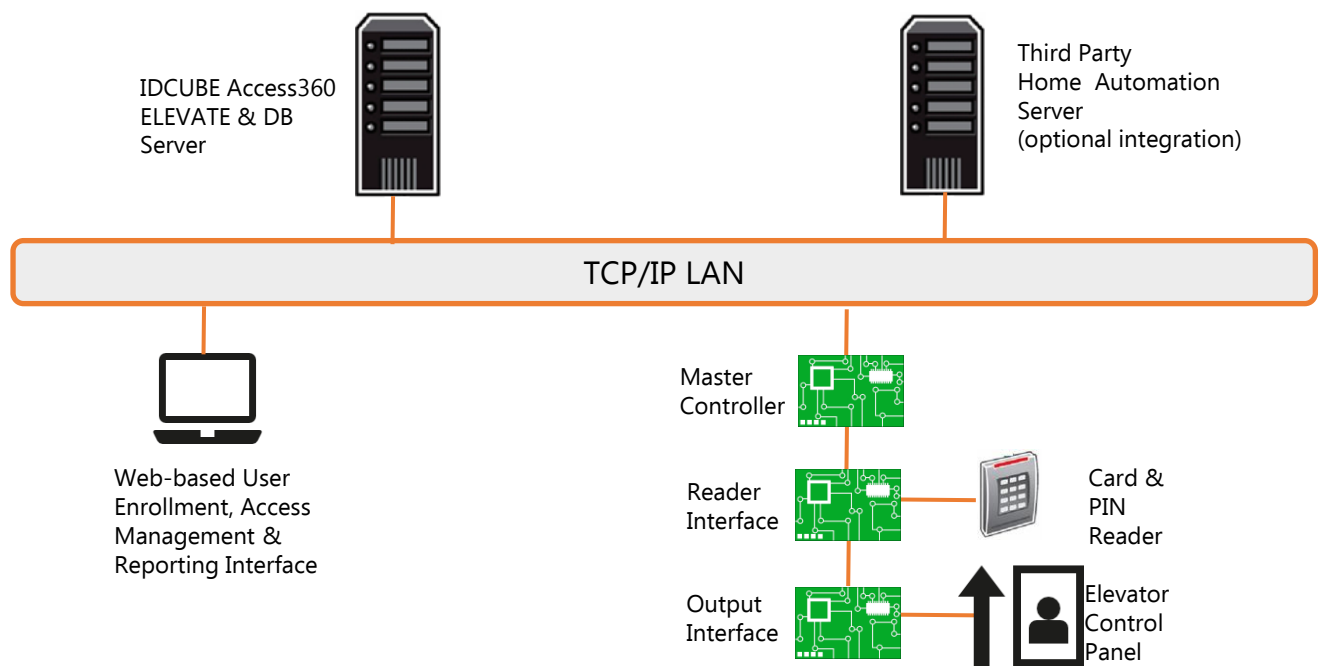 IDCUBE Access360
ELEVATE & DB
Server
Third Party
Home Automation
Server
(optional integration)
TCP/IP LAN
Web-based User
Enrollment, Access
Management &
Reporting Interface
Master
Controller
Reader
Interface
Card &
PIN
Reader
Output
Interface
Elevator
Control
Panel